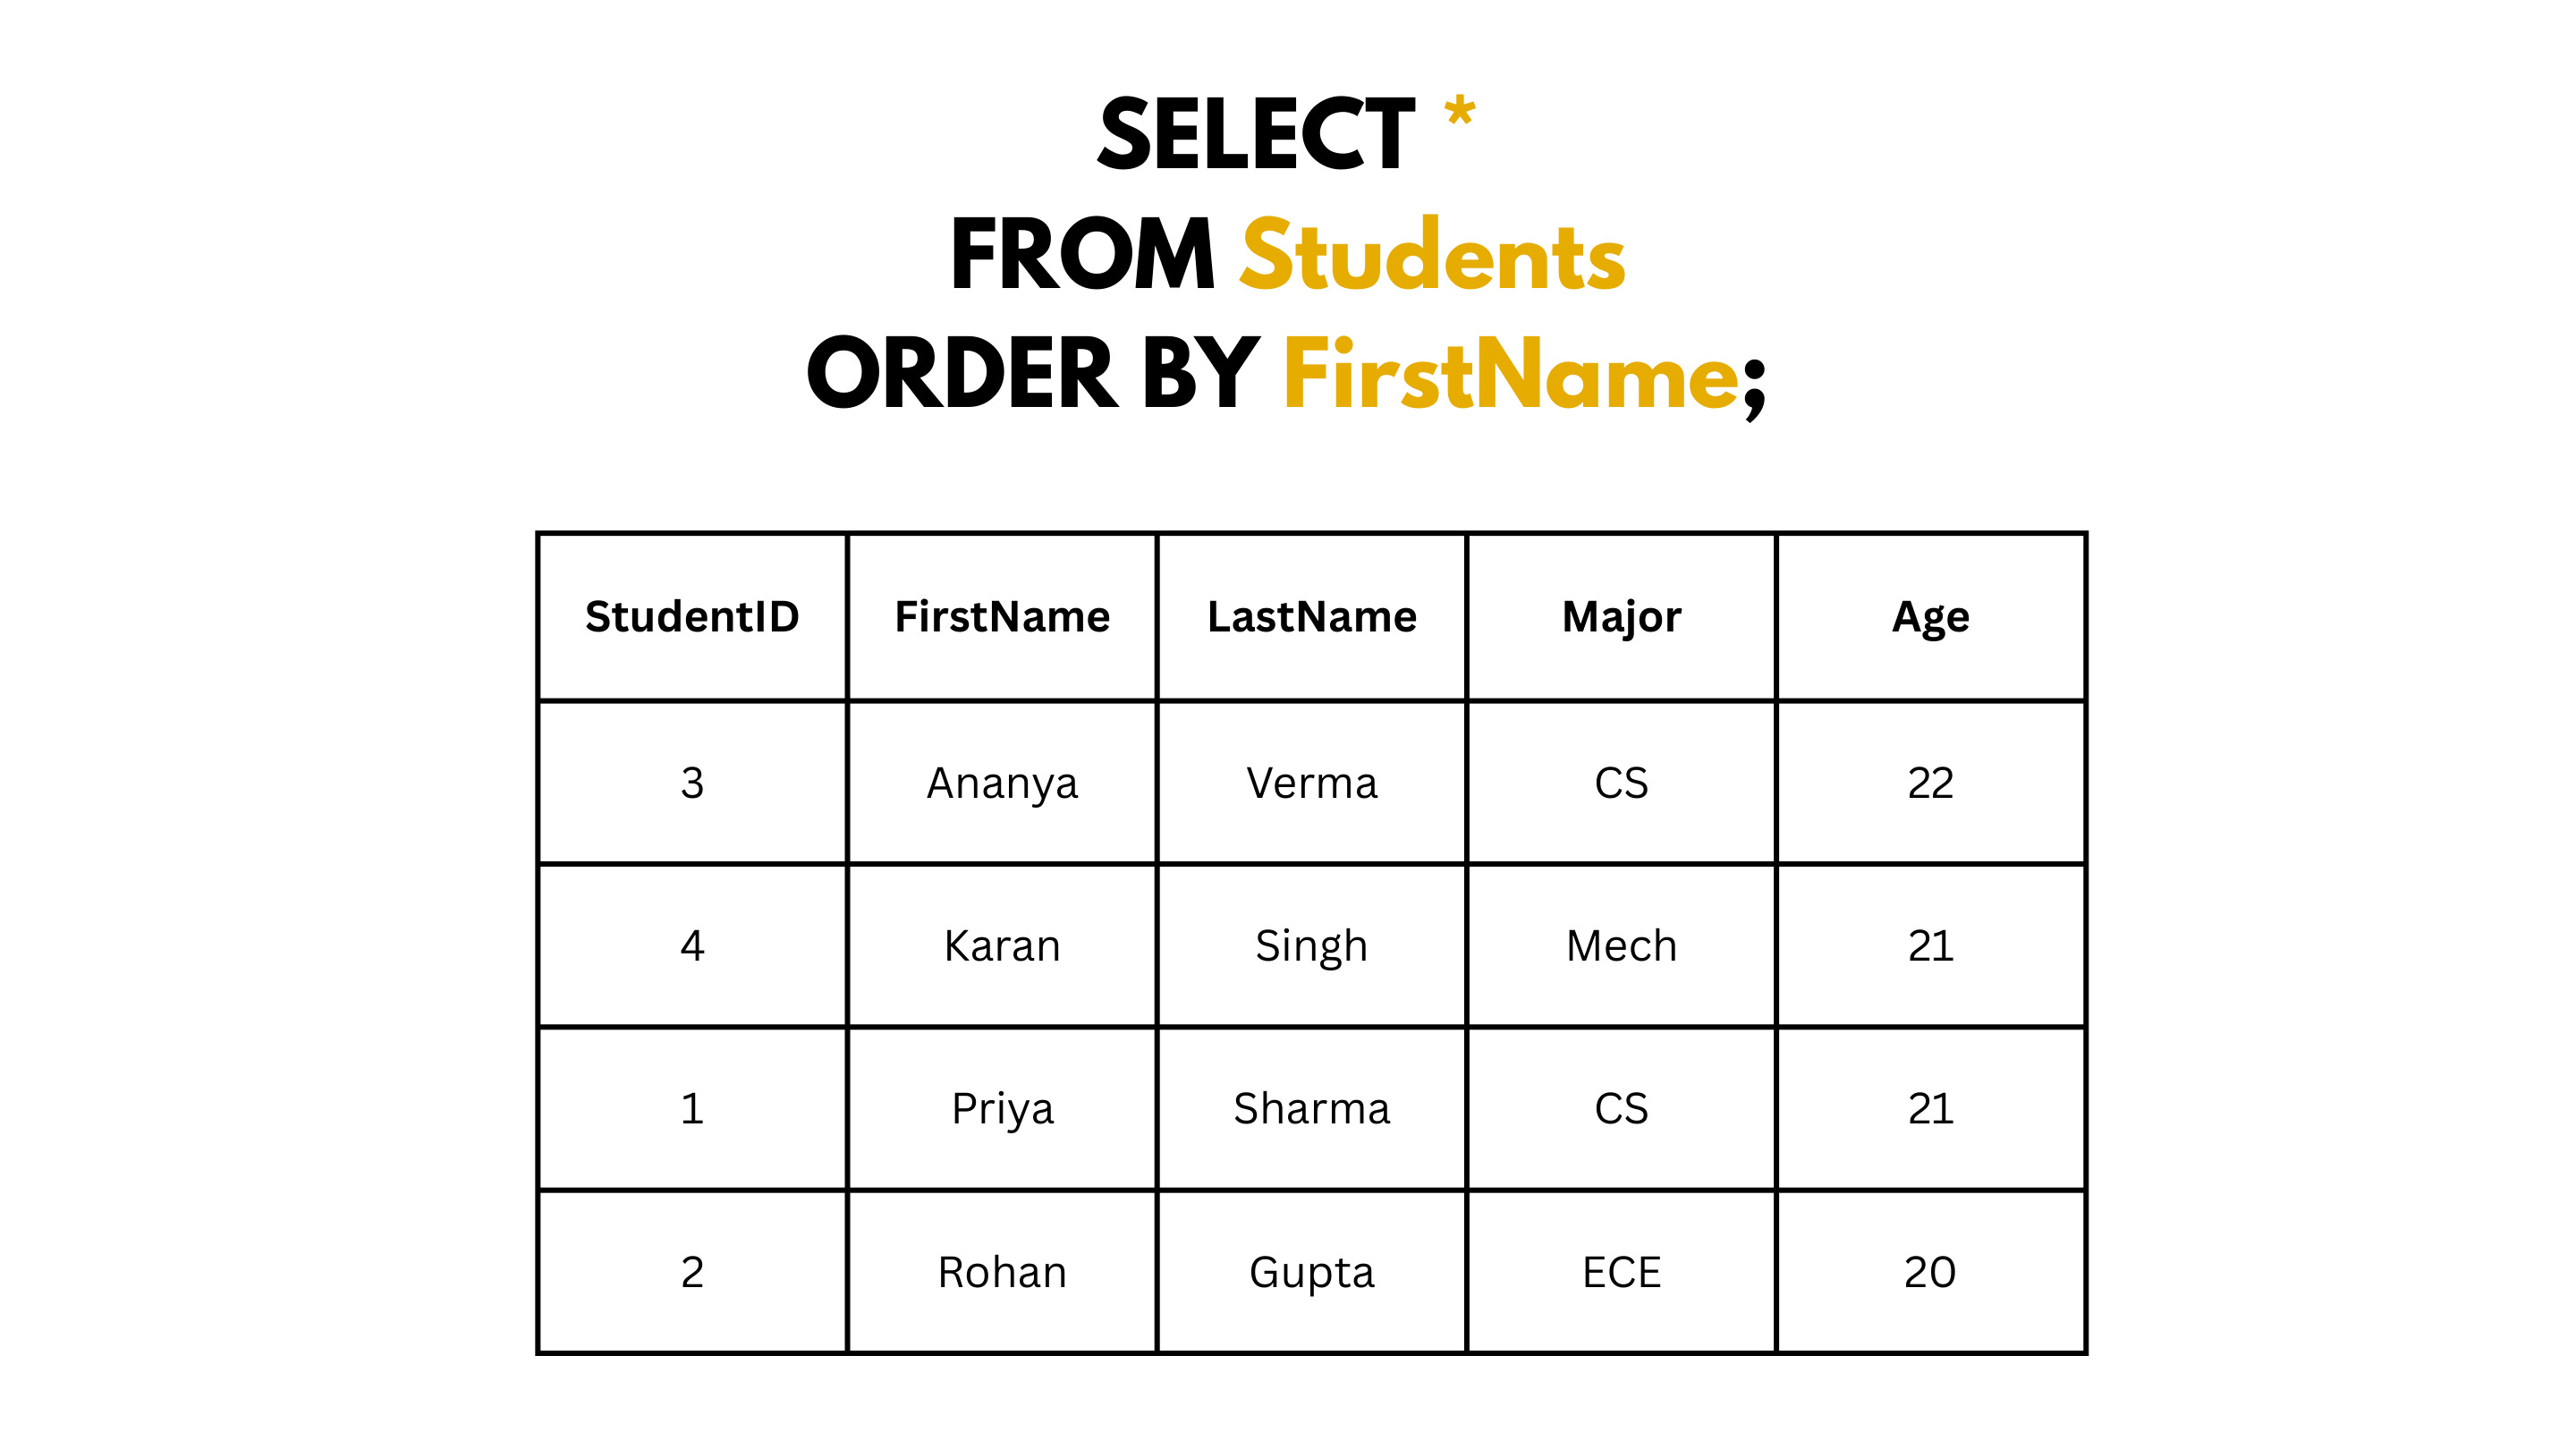 SELECT *
FROM Students
ORDER BY FirstName;
StudentID FirstName LastName Major Age
3 Ananya Verma CS 22
4 Karan Singh Mech 21
1 Priya Sharma CS 21
2 Rohan Gupta ECE 20